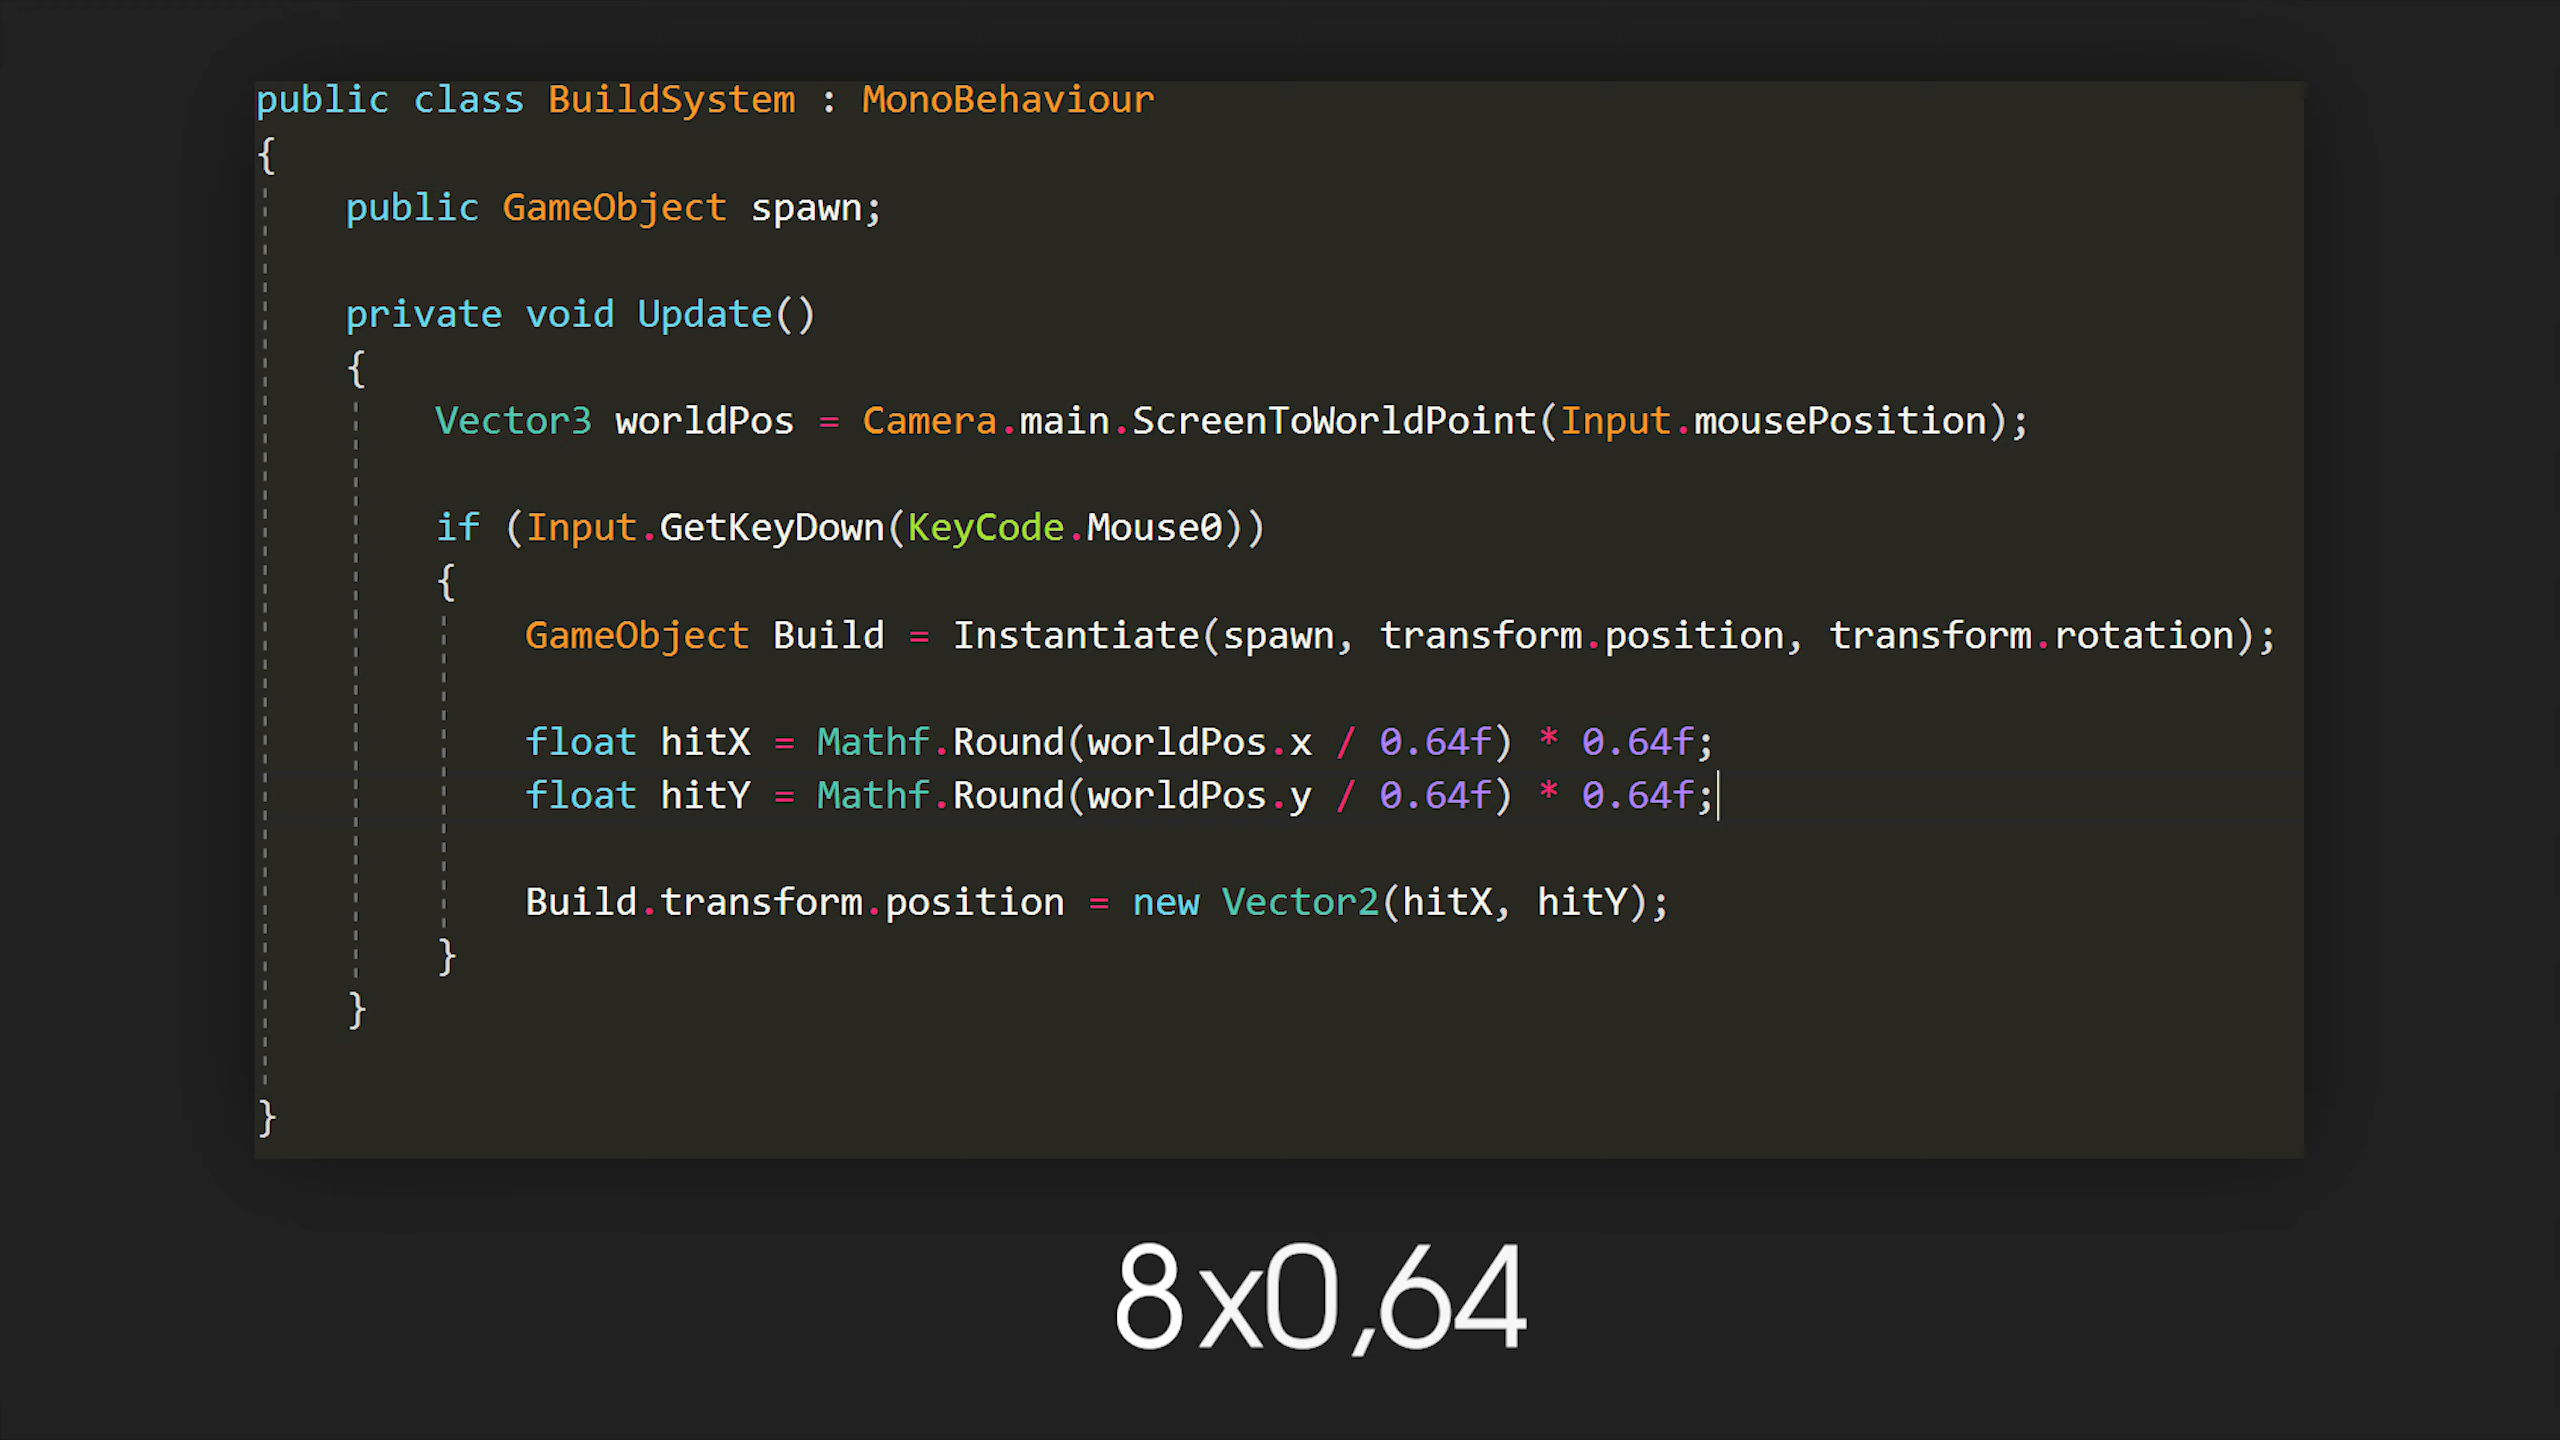 public class BuildSystem : MonoBehaviour
{
public GameObject spawn;
private void Update()
{
Vector3 worldPos = Camera.main.ScreenToWorldPoint(Input.mousePosition);
if (Input.GetKeyDown(KeyCode.Mouse0))
{
GameObject Build = Instantiate(spawn, transform.position, transform.rotation);
float hitX = Mathf.Round(worldPos.x / 0.64f) * 0.64f;
float hitY = Mathf.Round(worldPos.y / 0.64f) * 0.64f;
Build.transform.position = new Vector2(hitX, hitY);
}
}
}
8x0,64